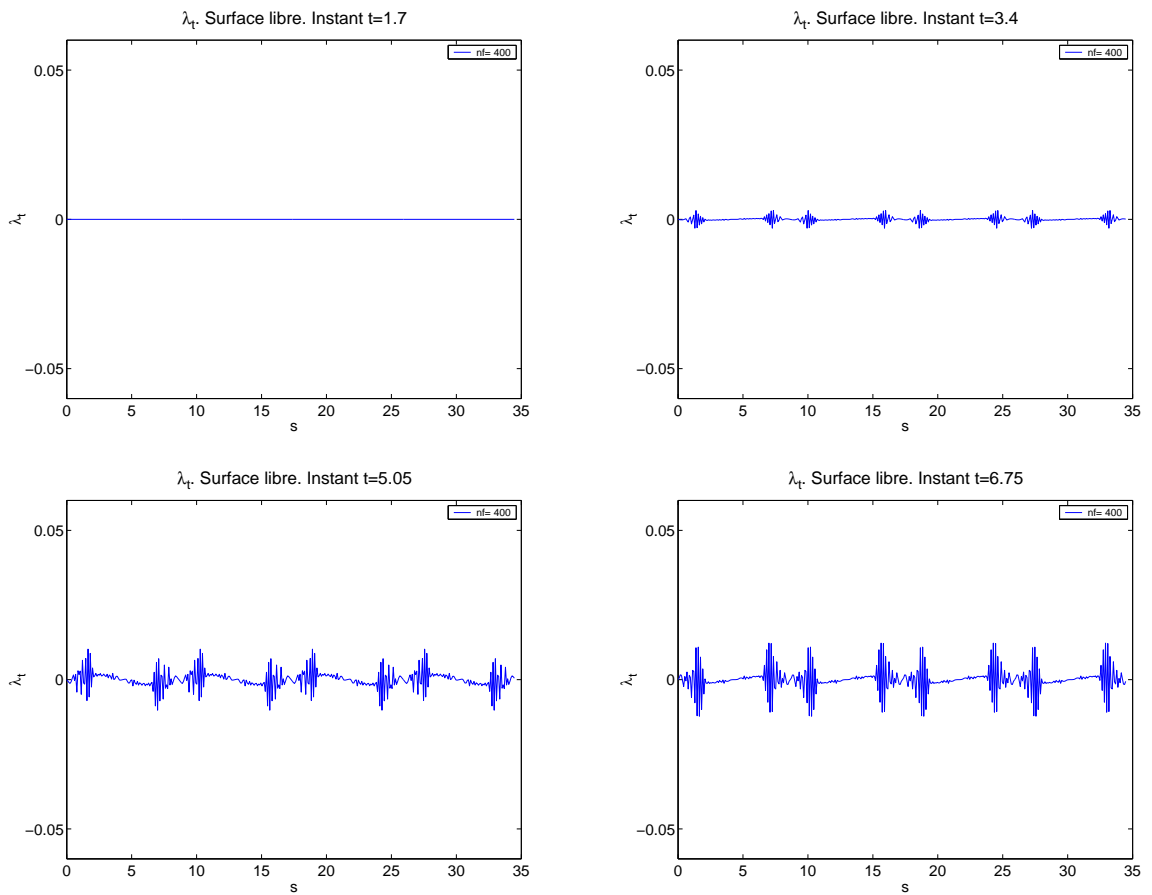 λt. Surface libre. Instant t=1.7
nf= 400
0.05
0
−0.05
λt
0 5 10 15 20 25 30 35
s
λt. Surface libre. Instant t=3.4
nf= 400
0.05
0
−0.05
λt
0 5 10 15 20 25 30 35
s
λt. Surface libre. Instant t=5.05
nf= 400
0.05
0
−0.05
λt
0 5 10 15 20 25 30 35
s
λt. Surface libre. Instant t=6.75
nf= 400
0.05
0
−0.05
λt
0 5 10 15 20 25 30 35
s